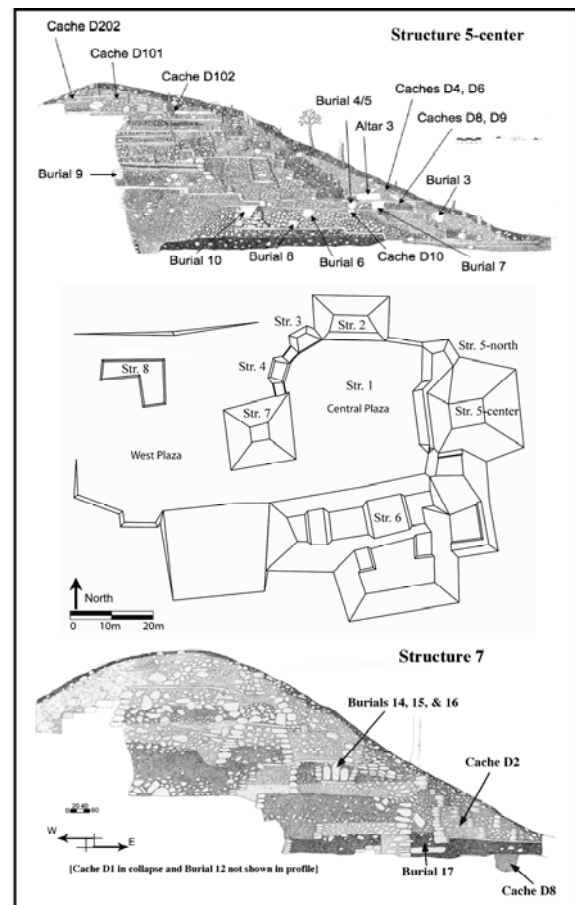 Structure 5-center
Cache D202
Cache D101
Cache D102
Caches D4, D6
Burial 4/5
Altar 3
Caches D8, D9
Burial 3
Burial 9
Burial 10
Burial 8
Burial 6
Cache D10
Burial 7
Str. 3
Str. 2
Str. 5-north
Str. 8
Str. 4
Str. 1
Central Plaza
Str. 7
Str. 5-center
West Plaza
Str. 6
North
0 10m 20m
Structure 7
Burials 14, 15, & 16
Cache D2
0 20 40 60
W
E
[Cache D1 in collapse and Burial 12 not shown in profile]
Burial 17
Cache D8